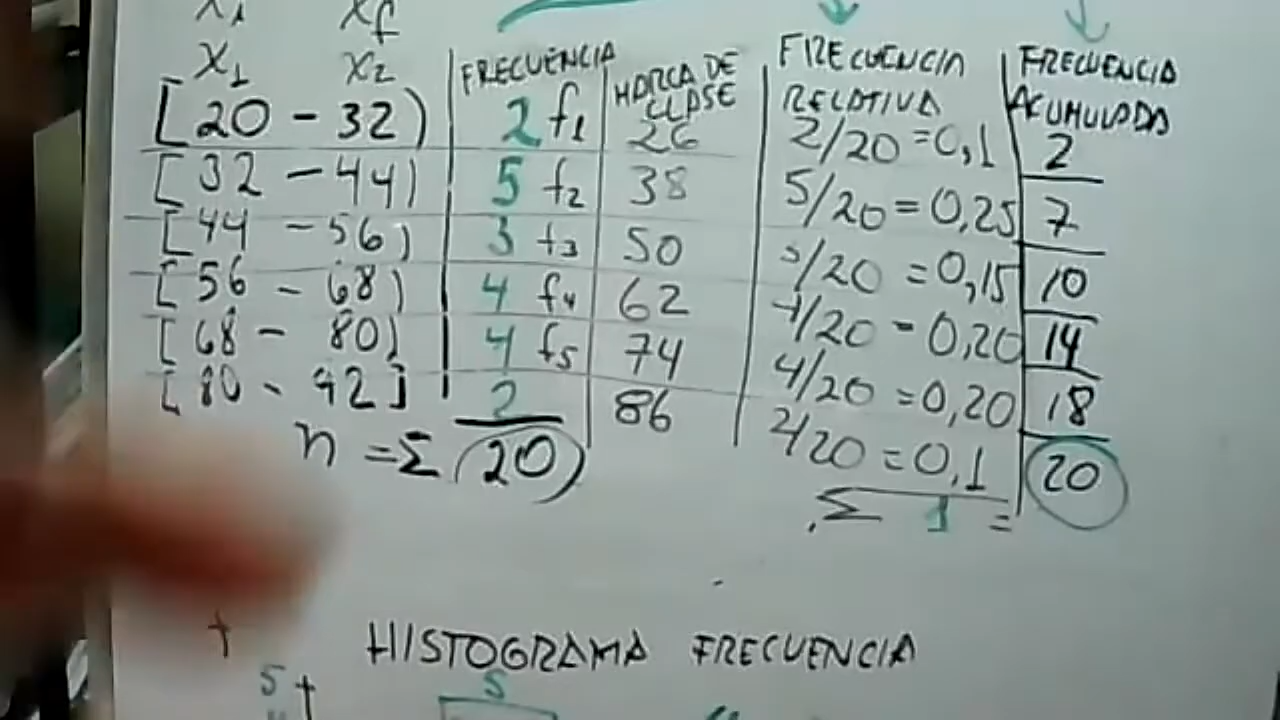 X1 Xf
X1 X2 FRECUENCIA MARCA DE CLASE FRECUENCIA RELATIVA FRECUENCIA ACUMULADA
[20 - 32) 2 f1 26 2/20 = 0,1 2
[32 - 44) 5 f2 38 5/20 = 0,25 7
[44 - 56) 3 f3 50 3/20 = 0,15 10
[56 - 68) 4 f4 62 4/20 = 0,20 14
[68 - 80) 4 f5 74 4/20 = 0,20 18
[80 - 92] 2 86 2/20 = 0,1 20
n = Σ 20 Σ 1 =
HISTOGRAMA FRECUENCIA
5 5